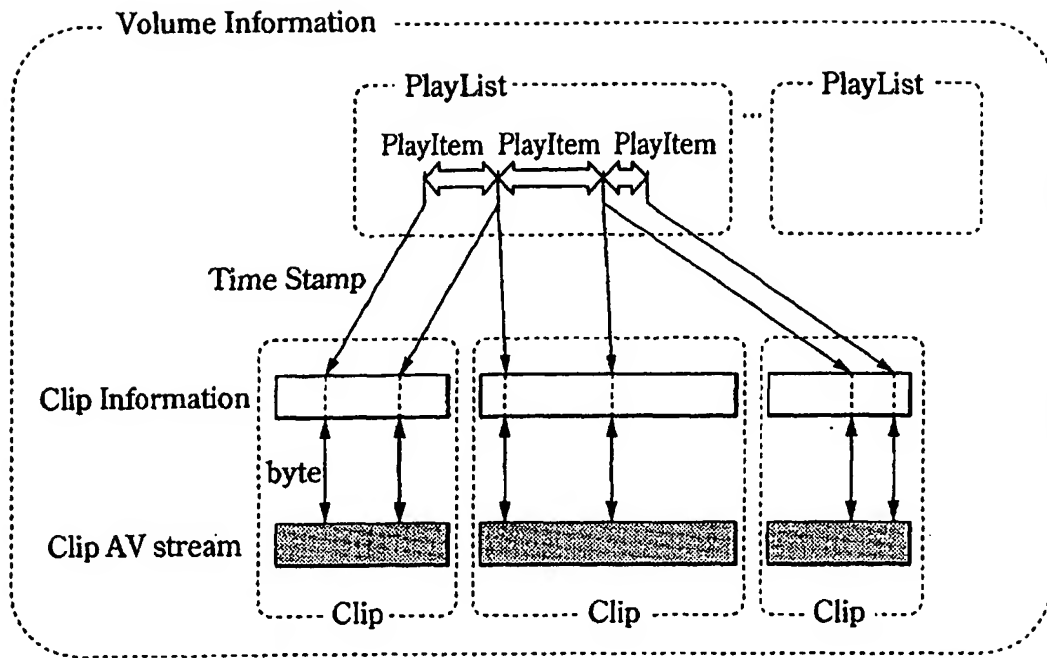 Volume Information
PlayList
PlayList
...
PlayItem PlayItem PlayItem
Time Stamp
Clip Information
byte
Clip AV stream
Clip
Clip
Clip